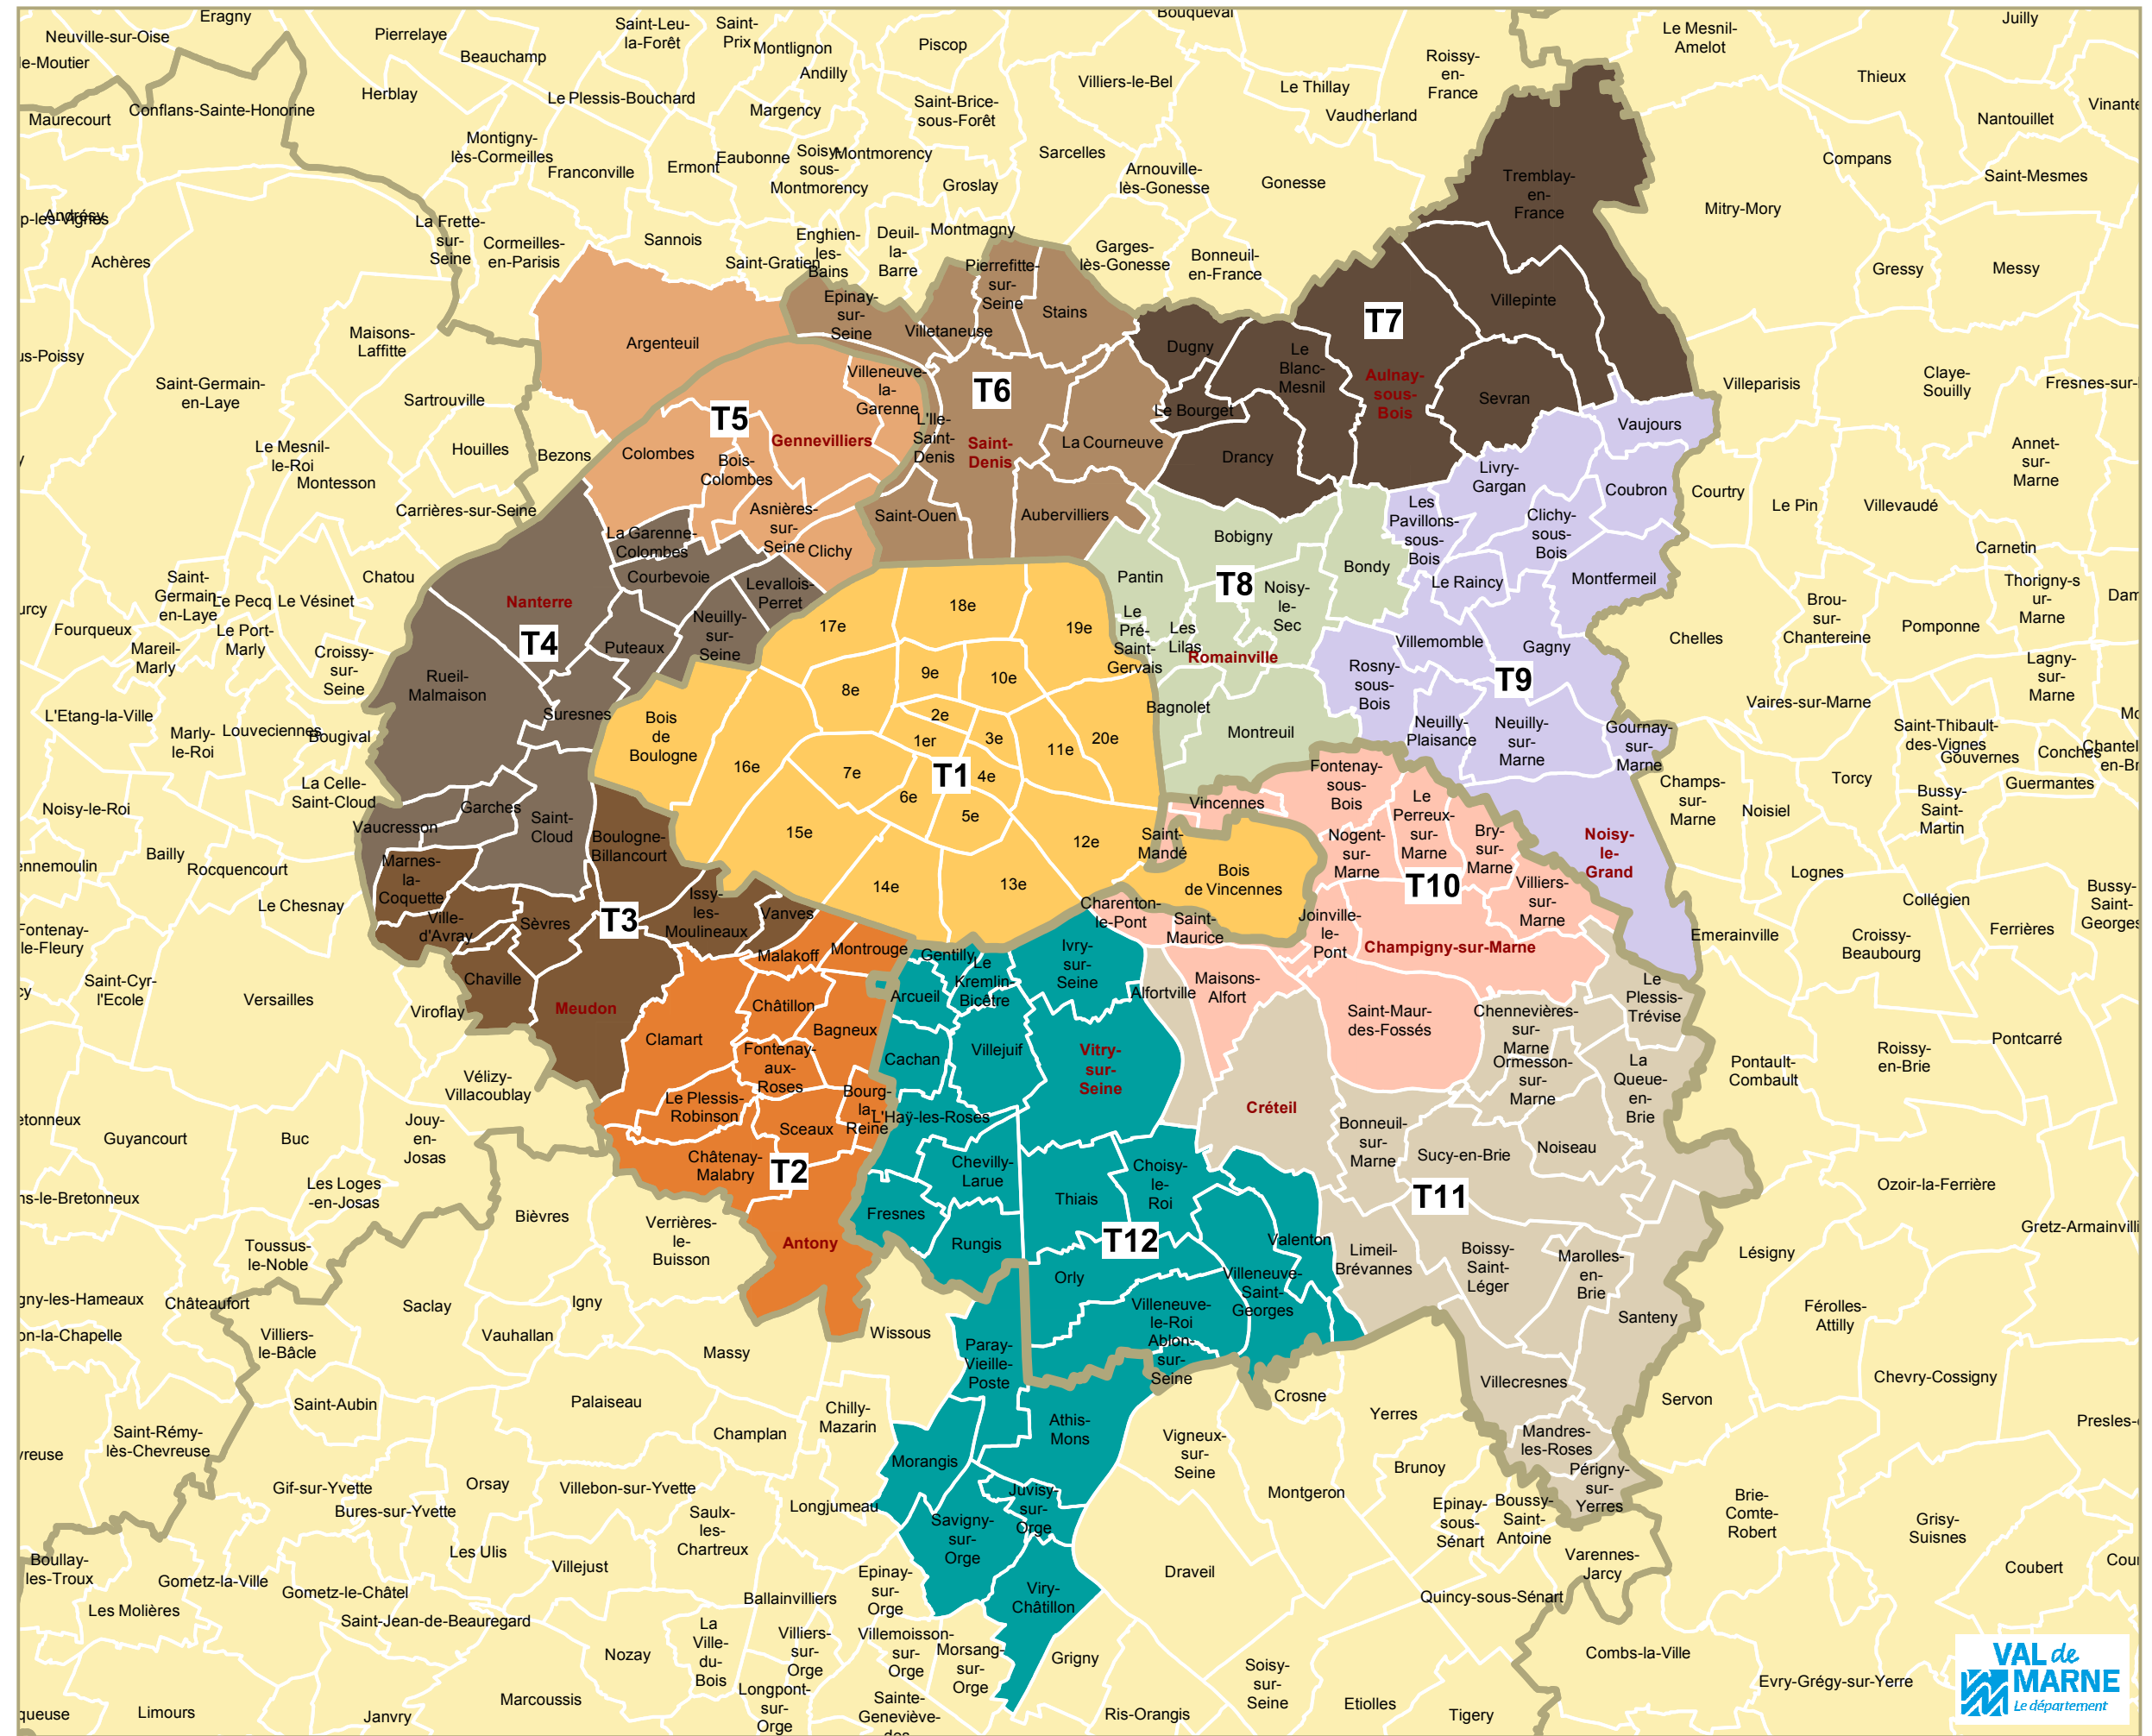 Eragny
Neuville-sur-Oise
Pierrelaye
Beauchamp
Saint-Leu-
la-Forêt
Saint-
Prix
Montlignon
Andilly
Piscop
Bouqueval
Villiers-le-Bel
Roissy-
en-
France
Le Mesnil-
Amelot
Juilly
Thieux
le-Moutier
Maurecourt
Conflans-Sainte-Honorine
Herblay
Le Plessis-Bouchard
Margency
Saint-Brice-
sous-Forêt
Le Thillay
Vaudherland
Nantouillet
Montigny-
lès-Cormeilles
Franconville
Ermont
Eaubonne
Soisy-
sous-
Montmorency
Montmorency
Groslay
Sarcelles
Arnouville-
lès-Gonesse
Gonesse
Tremblay-
en-
France
Compans
Saint-Mesmes
Mitry-Mory
Andrésy
p-les-Vignes
Achères
La Frette-
sur-
Seine
Cormeilles-
en-Parisis
Sannois
Saint-Gratien
Enghien-
les-
Bains
Deuil-
la-
Barre
Montmagny
Garges-
lès-Gonesse
Bonneuil-
en-France
Gressy
Messy
Pierrefitte-
sur-
Seine
Stains
Epinay-
sur-
Seine
Villetaneuse
T7
Villepinte
us-Poissy
Maisons-
Laffitte
Argenteuil
Dugny
Le
Blanc-
Mesnil
Aulnay-
sous-
Bois
Sevran
Saint-Germain-
en-Laye
Sartrouville
Villeneuve-
la-
Garenne
T6
T5
Gennevilliers
L'Ile-
Saint-
Denis
Saint-
Denis
La Courneuve
Le Bourget
Drancy
Vaujours
Villeparisis
Claye-
Souilly
Fresnes-sur-
Le Mesnil-
le-Roi
Montesson
Houilles
Bezons
Colombes
Bois-
Colombes
Livry-
Gargan
Coubron
Courtry
Le Pin
Villevaudé
Annet-
sur-
Marne
Carrières-sur-Seine
Asnières-
sur-
Seine
Clichy
Saint-Ouen
Aubervilliers
Bobigny
Les
Pavillons-
sous-
Bois
Clichy-
sous-
Bois
Carnetin
La Garenne-
Colombes
Courbevoie
Levallois-
Perret
Chatou
Nanterre
T4
Pantin
T8
Noisy-
le-
Sec
Bondy
Le Raincy
Montfermeil
Thorigny-s
ur-
Marne
Saint-
Germain-
en-Laye
Le Pecq
Le Vésinet
Fourqueux
Le Port-
Marly
Mareil-
Marly
Croissy-
sur-
Seine
Puteaux
Neuilly-
sur-
Seine
17e
18e
19e
Le
Pré-
Saint-
Gervais
Les
Lilas
Romainville
Villemomble
Gagny
Chelles
Brou-
sur-
Chantereine
Pomponne
Rueil-
Malmaison
Suresnes
8e
9e
10e
Rosny-
sous-
Bois
T9
Lagny-
sur-
Marne
L'Etang-la-Ville
Marly-
le-Roi
Louveciennes
Bougival
Bois
de
Boulogne
2e
1er
3e
11e
20e
Bagnolet
Montreuil
Neuilly-
Plaisance
Neuilly-
sur-
Marne
Gournay-
sur-
Marne
Vaires-sur-Marne
Saint-Thibault-
des-Vignes
Gouvernes
Conches
La Celle-
Saint-Cloud
16e
7e
T1
4e
6e
5e
Vincennes
Fontenay-
sous-
Bois
Champs-
sur-
Marne
Torcy
Guermantes
Noisy-le-Roi
Garches
Saint-
Cloud
Vaucresson
Boulogne-
Billancourt
15e
12e
Saint-
Mandé
Nogent-
sur-
Marne
Le
Perreux-
sur-
Marne
Bry-
sur-
Marne
Noisy-
le-
Grand
Noisiel
Bussy-
Saint-
Martin
ennemoulin
Bailly
Rocquencourt
Marnes-
la-
Coquette
14e
13e
Bois
de Vincennes
T10
Villiers-
sur-
Marne
Lognes
Collégien
Bussy-
Saint-
Georges
Le Chesnay
Ville-
d'Avray
Sèvres
T3
Issy-
les-
Moulineaux
Vanves
Charenton-
le-Pont
Saint-
Maurice
Joinville-
le-
Pont
Champigny-sur-Marne
Emerainville
Croissy-
Beaubourg
Ferrières
Fontenay-
le-Fleury
Malakoff
Montrouge
Gentilly
Le
Kremlin-
Bicêtre
Ivry-
sur-
Seine
Saint-Cyr-
l'Ecole
Versailles
Viroflay
Chaville
Meudon
Clamart
Châtillon
Bagneux
Arcueil
Alfortville
Maisons-
Alfort
Saint-Maur-
des-Fossés
Chennevières-
sur-
Marne
Le
Plessis-
Trévise
Pontcarré
Cachan
Villejuif
Vitry-
sur-
Seine
Ormesson-
sur-
Marne
La
Queue-
en-
Brie
Pontault-
Combault
Roissy-
en-Brie
Vélizy-
Villacoublay
Fontenay-
aux-
Roses
Bourg-
la-
Reine
Le Plessis-
Robinson
Sceaux
L'Haÿ-les-Roses
Créteil
etonneux
Guyancourt
Buc
Jouy-
en-
Josas
Bonneuil-
sur-
Marne
Sucy-en-Brie
Noiseau
Châtenay-
Malabry
T2
Chevilly-
Larue
Choisy-
le-
Roi
Thiais
T11
ns-le-Bretonneux
Les Loges
-en-Josas
Bièvres
Verrières-
le-
Buisson
Fresnes
Antony
Rungis
T12
Valenton
Ozoir-la-Ferrière
Gretz-Armainvilli
Toussus-
le-Noble
Limeil-
Brévannes
Boissy-
Saint-
Léger
Marolles-
en-
Brie
Lésigny
Orly
Villeneuve-
Saint-
Georges
Santeny
gny-les-Hameaux
Châteaufort
Saclay
Igny
Villeneuve-
le-Roi
Ablon-
sur-
Seine
Férolles-
Attilly
on-la-Chapelle
Villiers-
le-Bâcle
Vauhallan
Massy
Wissous
Paray-
Vieille-
Poste
Villecresnes
Chevry-Cossigny
Saint-Aubin
Palaiseau
Chilly-
Mazarin
Athis-
Mons
Crosne
Yerres
Servon
Presles-
Saint-Rémy-
lès-Chevreuse
vreuse
Champlan
Morangis
Vigneux-
sur-
Seine
Brunoy
Mandres-
les-Roses
Périgny-
sur-
Yerres
Gif-sur-Yvette
Bures-sur-Yvette
Orsay
Villebon-sur-Yvette
Longjumeau
Saulx-
les-
Chartreux
Juvisy-
sur-
Orge
Savigny-
sur-
Orge
Montgeron
Epinay-
sous-
Sénart
Boussy-
Saint-
Antoine
Brie-
Comte-
Robert
Grisy-
Suisnes
Boullay-
les-Troux
Les Ulis
Villejust
Varennes-
Jarcy
Coubert
Gometz-la-Ville
Gometz-le-Châtel
Les Molières
Saint-Jean-de-Beauregard
Ballainvilliers
Epinay-
sur-
Orge
Viry-
Châtillon
Draveil
Quincy-sous-Sénart
Nozay
La
Ville-
du-
Bois
Villiers-
sur-
Orge
Villemoisson-
sur-
Orge
Morsang-
sur-
Orge
Grigny
Soisy-
sur-
Seine
Combs-la-Ville
Limours
Janvry
Marcoussis
Longpont-
sur-
Orge
Sainte-
Geneviève-
Ris-Orangis
Etiolles
Tigery
Evry-Grégy-sur-Yerre
VAL de
MARNE
Le département